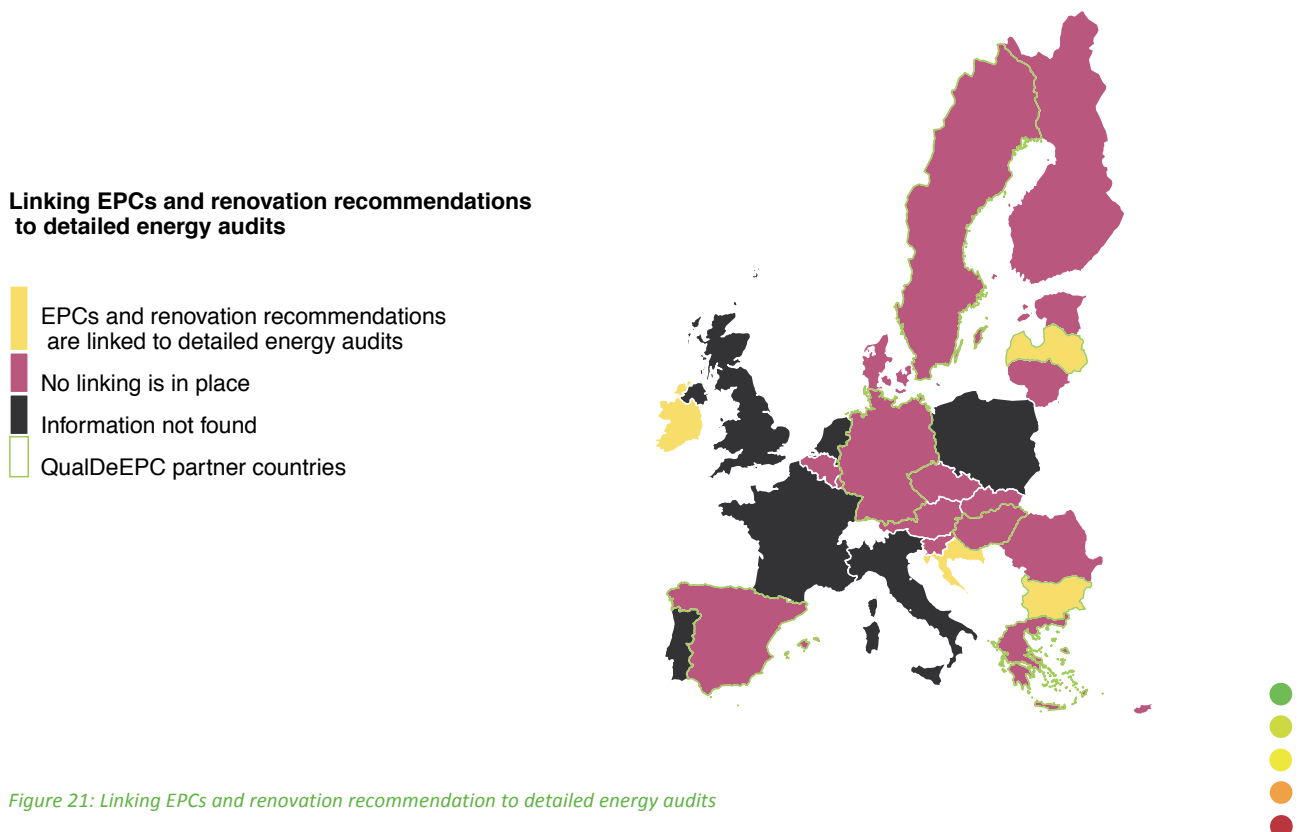 Linking EPCs and renovation recommendations
to detailed energy audits
EPCs and renovation recommendations
are linked to detailed energy audits
No linking is in place
Information not found
QualDeEPC partner countries
Figure 21: Linking EPCs and renovation recommendation to detailed energy audits